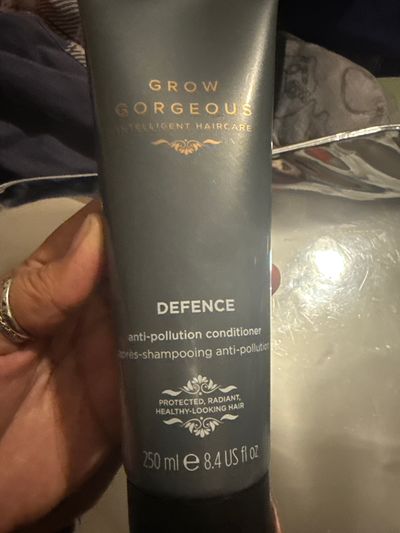 GROW
GORGEOUS
INTELLIGENT HAIRCARE
DEFENCE
anti-pollution conditioner
après-shampooing anti-pollution
PROTECTED, RADIANT,
HEALTHY-LOOKING HAIR
250 ml e 8.4 US fl oz